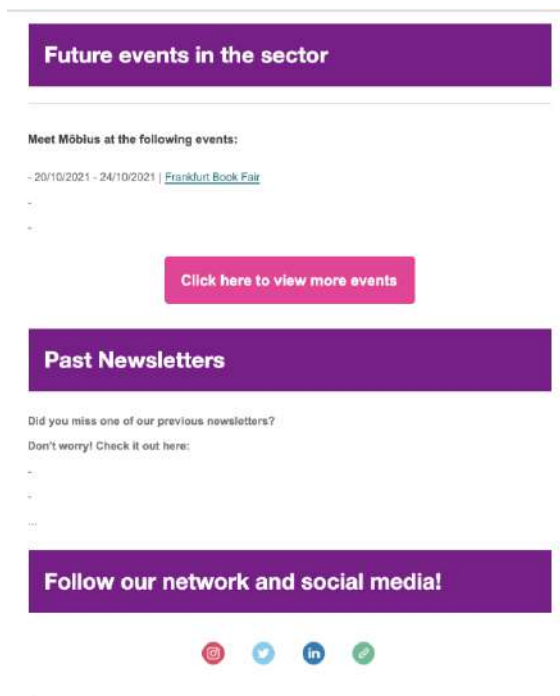 Future events in the sector
Meet Möbius at the following events:
- 20/10/2021 - 24/10/2021 | Frankfurt Book Fair
-
-
Click here to view more events
Past Newsletters
Did you miss one of our previous newsletters?
Don't worry! Check it out here:
-
-
...
Follow our network and social media!
in